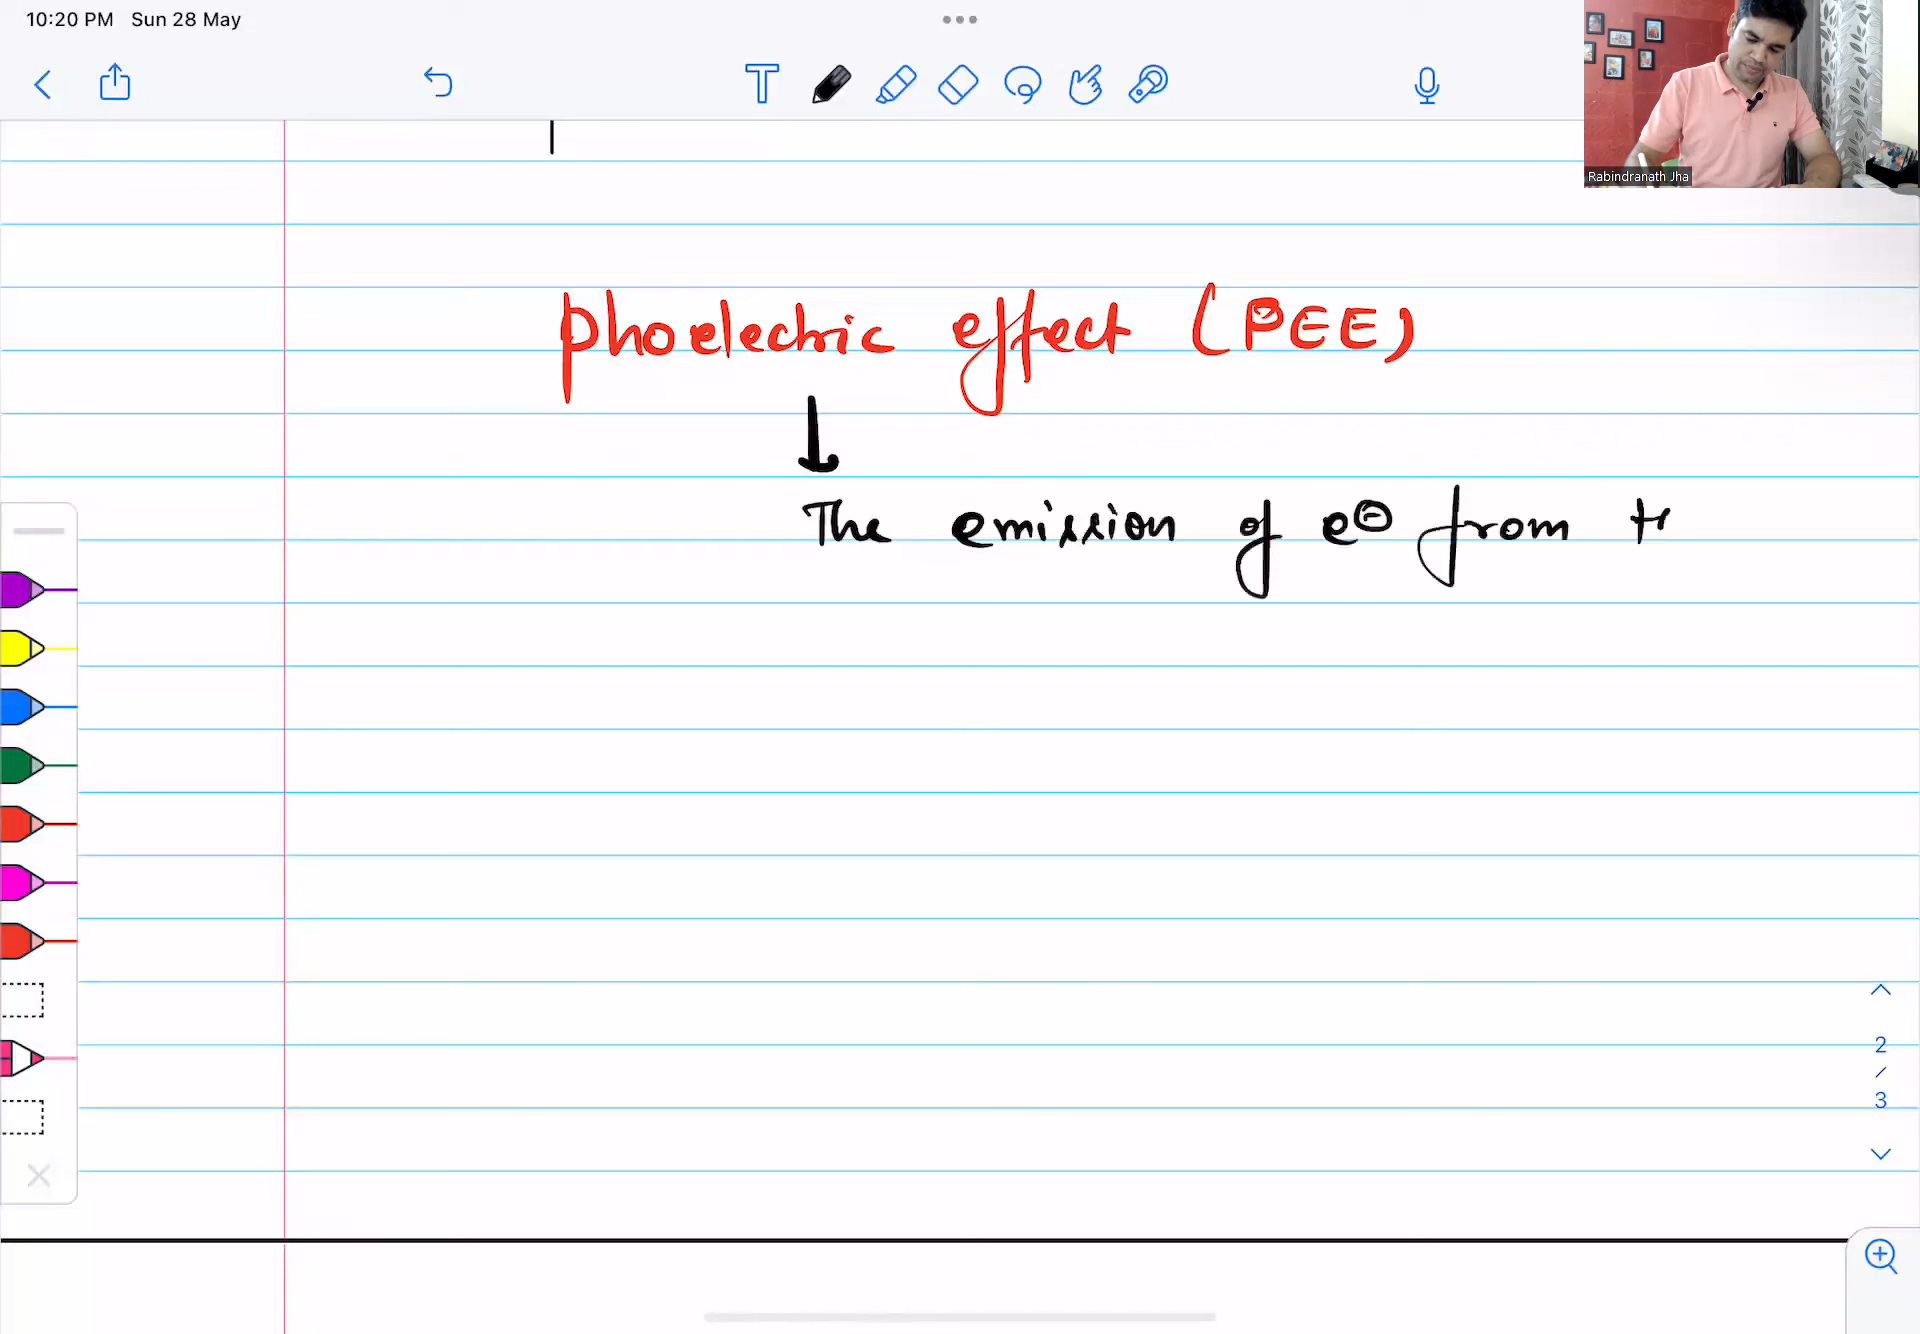 10:20 PM Sun 28 May
Rabindranath Jha
phoelectric effect (PEE)
The emission of e⊖ from
2
/
3